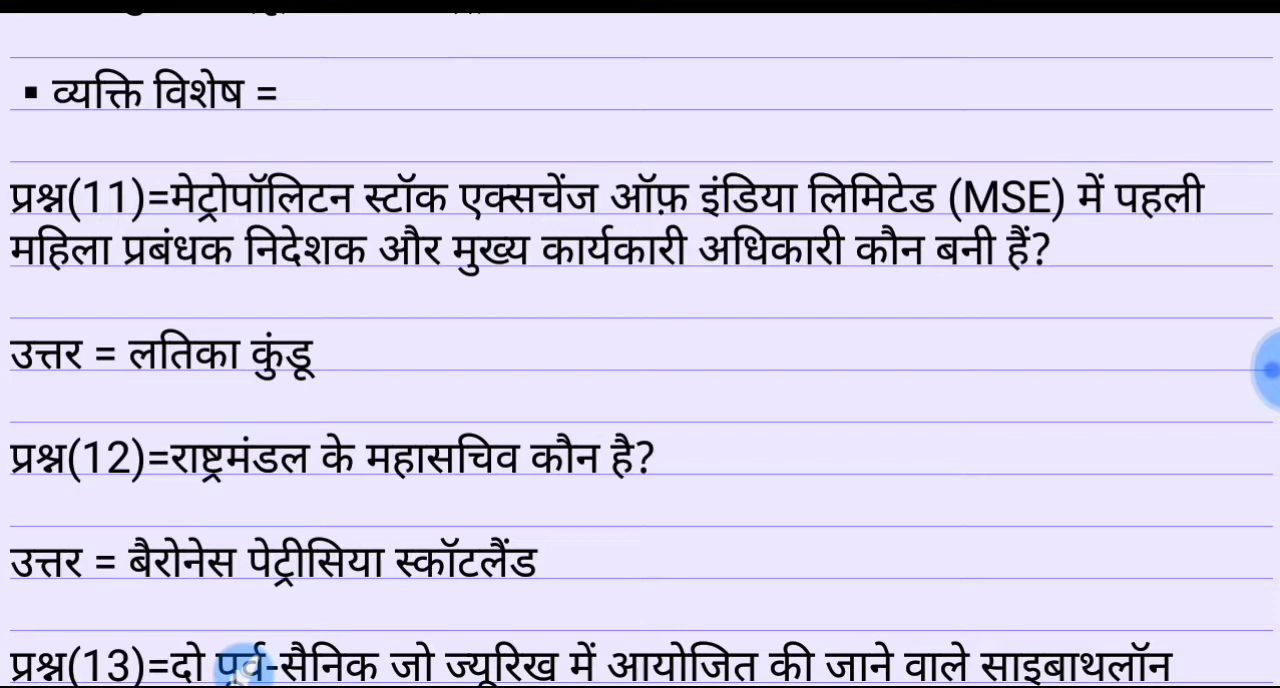 ▪ व्यक्ति विशेष =
प्रश्न(11)=मेट्रोपॉलिटन स्टॉक एक्सचेंज ऑफ़ इंडिया लिमिटेड (MSE) में पहली
महिला प्रबंधक निदेशक और मुख्य कार्यकारी अधिकारी कौन बनी हैं?
उत्तर = लतिका कुंडू
प्रश्न(12)=राष्ट्रमंडल के महासचिव कौन है?
उत्तर = बैरोनेस पेट्रीसिया स्कॉटलैंड
प्रश्न(13)=दो पूर्व-सैनिक जो ज्यूरिख में आयोजित की जाने वाले साइबाथलॉन